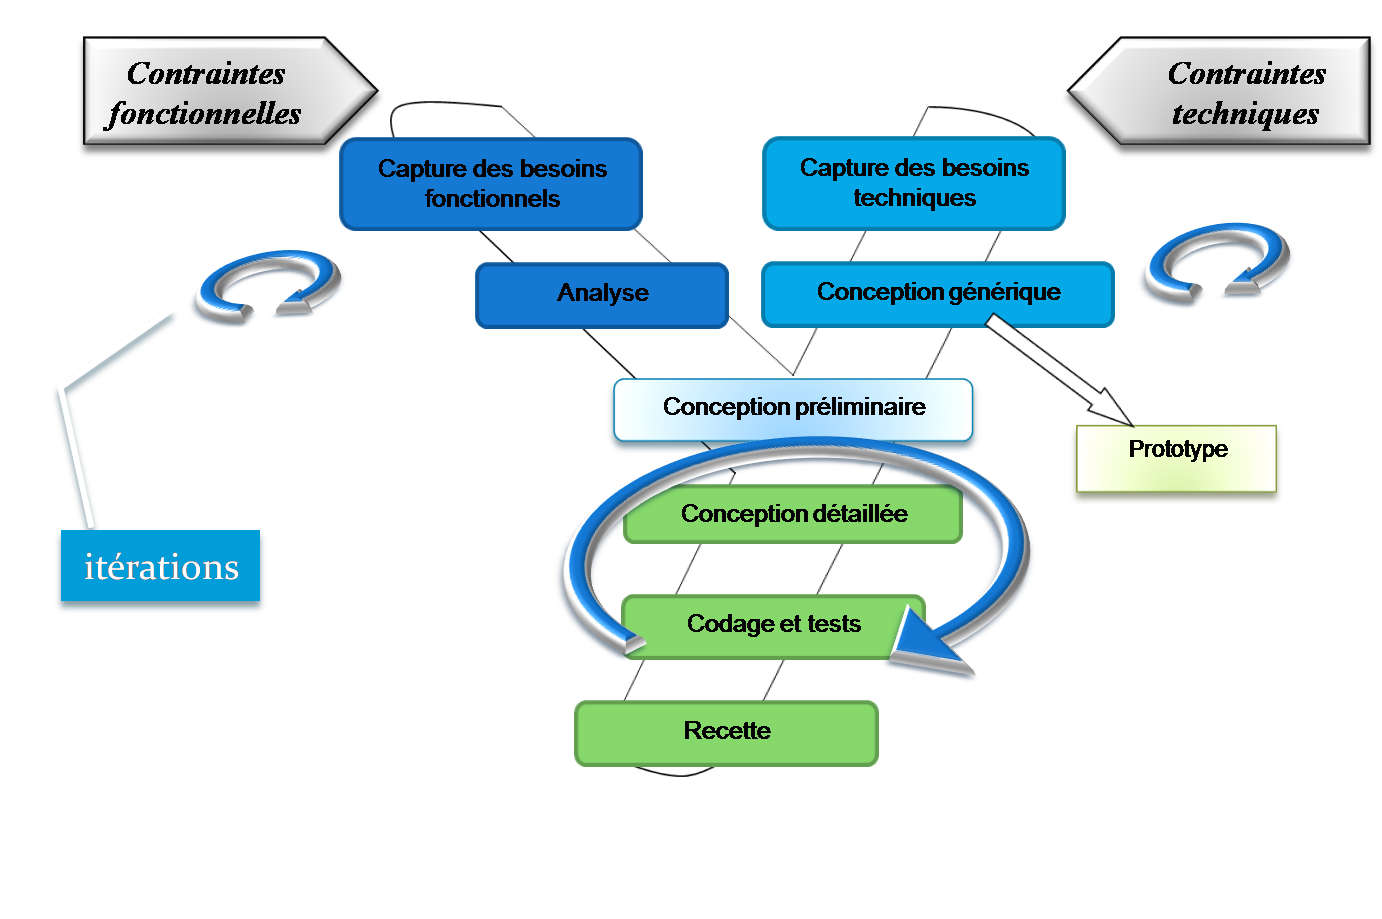 Contraintes
fonctionnelles
Contraintes
techniques
Capture des besoins
fonctionnels
Capture des besoins
techniques
Analyse
Conception générique
Conception préliminaire
Prototype
Conception détaillée
itérations
Codage et tests
Recette